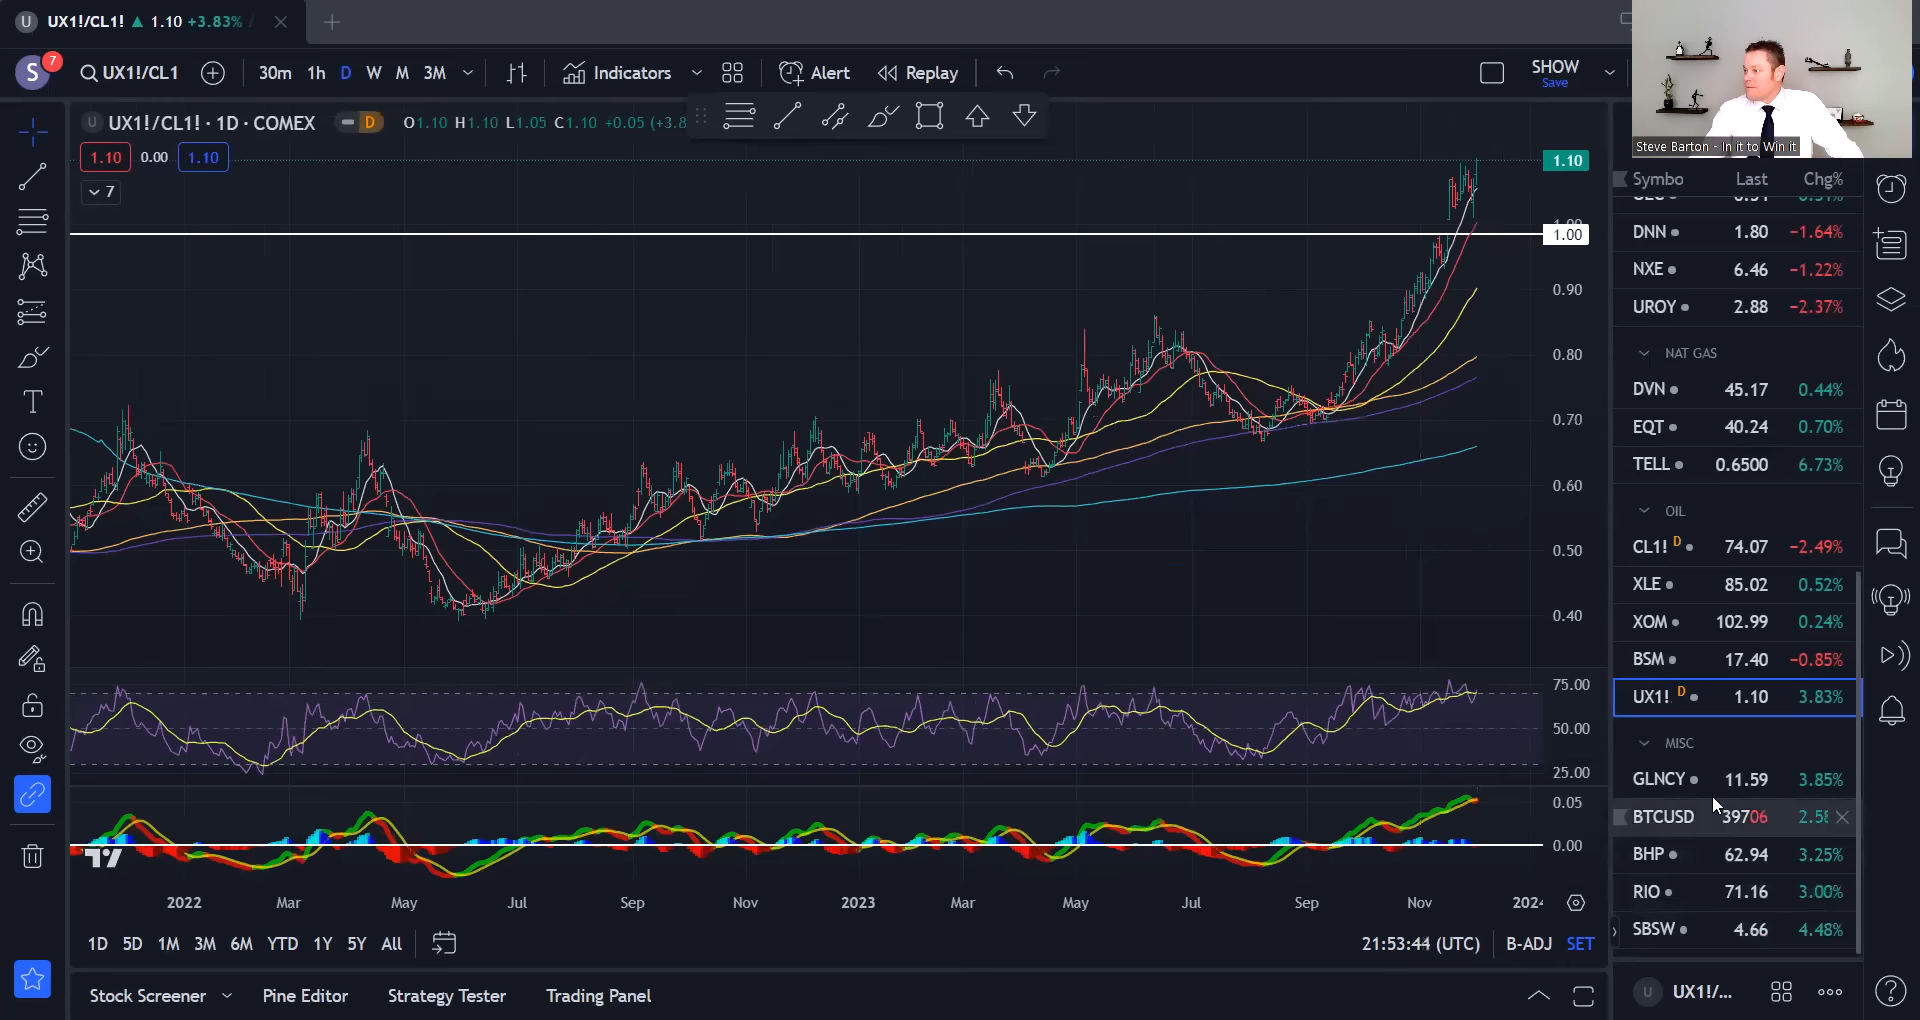 U UX1!/CL1! ▲ 1.10 +3.83%
S 7 UX1!/CL1 30m 1h D W M 3M Indicators Alert Replay SHOW
Save
Steve Barton - In it to Win it
U UX1!/CL1! · 1D · COMEX D O1.10 H1.10 L1.05 C1.10 +0.05 (+3.8
1.10 0.00 1.10
7
1.10
1.00
1.00
0.90
0.80
0.70
0.60
0.50
0.40
75.00
50.00
25.00
0.05
0.00
2022 Mar May Jul Sep Nov 2023 Mar May Jul Sep Nov 202
1D 5D 1M 3M 6M YTD 1Y 5Y All 21:53:44 (UTC) B-ADJ SET
Stock Screener Pine Editor Strategy Tester Trading Panel
Symbo Last Chg%
DNN 1.80 −1.64%
NXE 6.46 −1.22%
UROY 2.88 −2.37%
NAT GAS
DVN 45.17 0.44%
EQT 40.24 0.70%
TELL 0.6500 6.73%
OIL
CL1! D 74.07 −2.49%
XLE 85.02 0.52%
XOM 102.99 0.24%
BSM 17.40 −0.85%
UX1! D 1.10 3.83%
MISC
GLNCY 11.59 3.85%
BTCUSD 39706 2.5
BHP 62.94 3.25%
RIO 71.16 3.00%
SBSW 4.66 4.48%
U UX1!/...